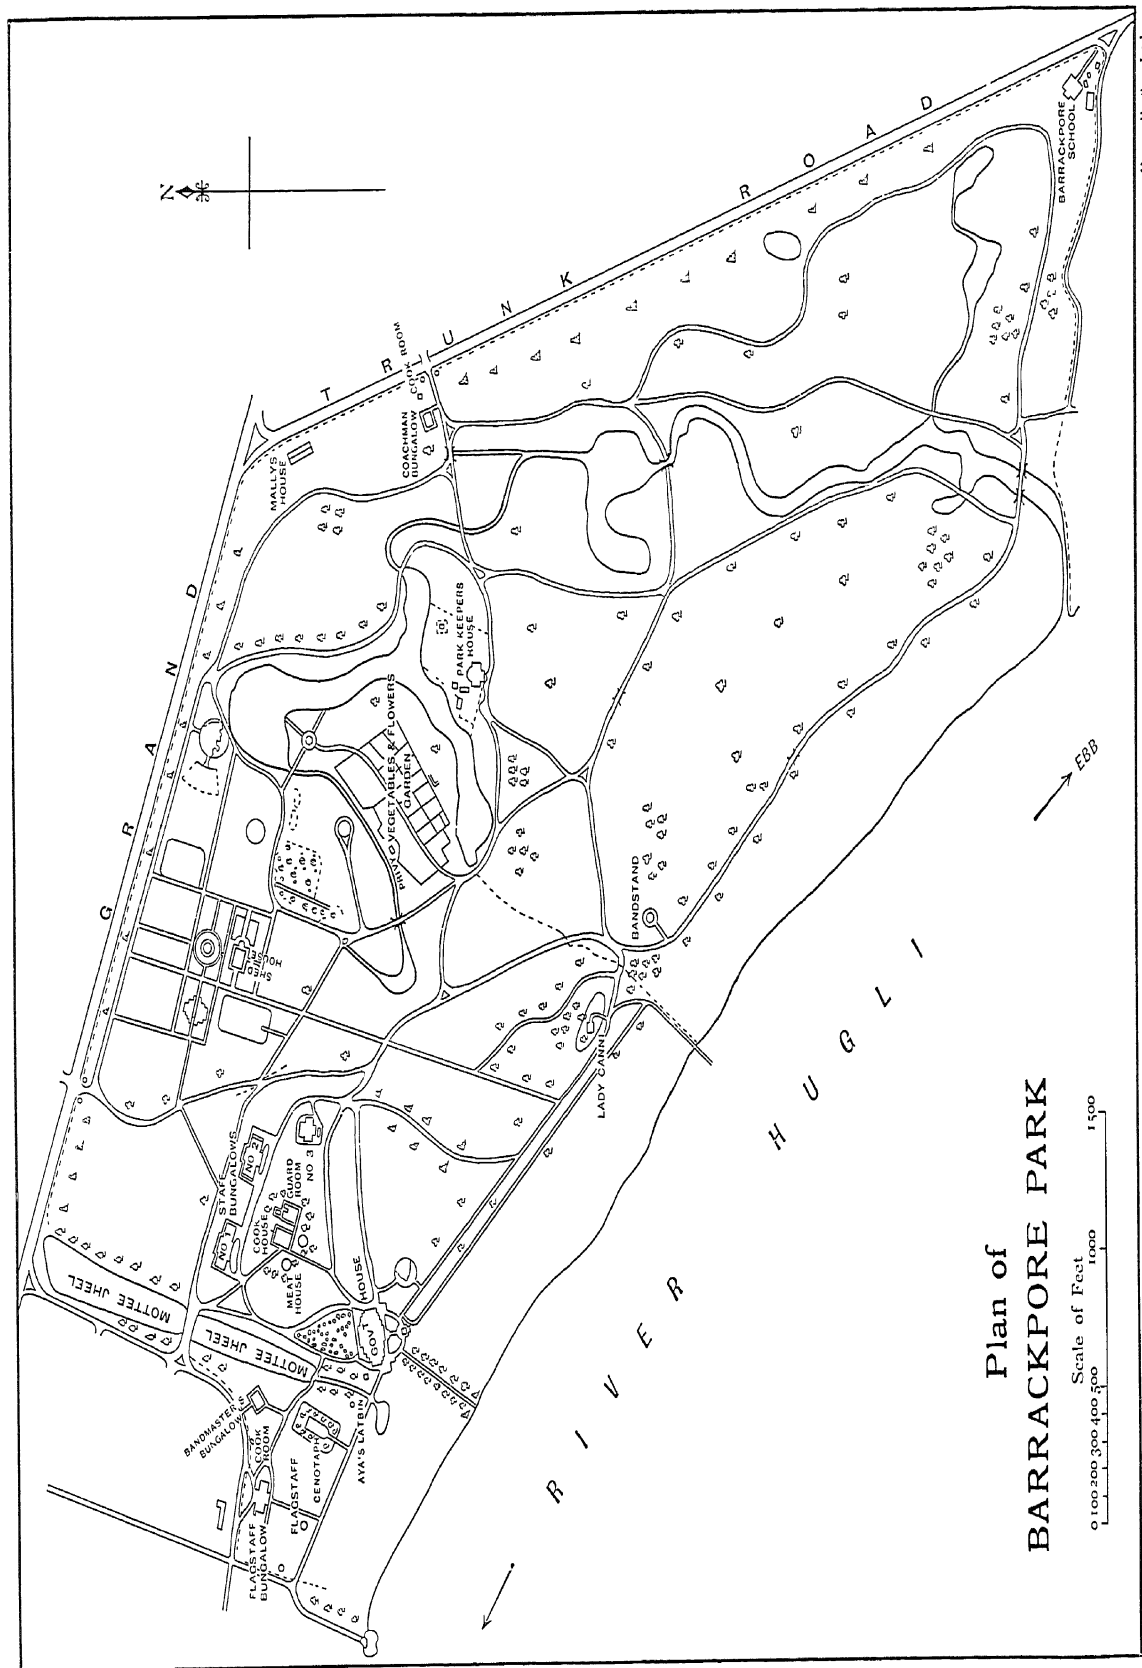 Plan of
BARRACKPORE PARK
Scale of Feet
0 100 200 300 400 500 1000 1500
N
GRAND TRUNK ROAD
RIVER HUGLI
EBB
MOTTEE JHEEL
MOTTEE JHEEL
BANDMASTER'S
BUNGALOW
COOK
ROOM
FLAGSTAFF
BUNGALOW
FLAGSTAFF
CENOTAPH
AYA'S LATBIN
GOVT HOUSE
MEAT
HOUSE
COOK
HOUSE
GUARD
ROOM
STAFF
BUNGALOWS
NO 1
NO 2
NO 3
LADY CANNI
BANDSTAND
SHED
HOUSE
PRIVY
VEGETABLES & FLOWERS
GARDEN
PARK KEEPERS
HOUSE
MALLYS
HOUSE
COACHMAN
BUNGALOW
COOK ROOM
BARRACKPORE
SCHOOL